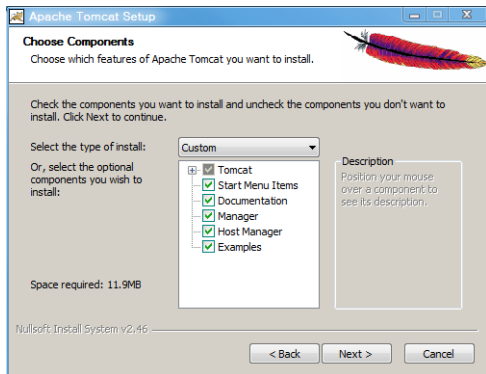 Apache Tomcat Setup
Choose Components
Choose which features of Apache Tomcat you want to install.
Check the components you want to install and uncheck the components you don't want to
install. Click Next to continue.
Select the type of install:
Custom
Or, select the optional
components you wish to
install:
Tomcat
Start Menu Items
Documentation
Manager
Host Manager
Examples
Description
Position your mouse
over a component to
see its description.
Space required: 11.9MB
Nullsoft Install System v2.46
< Back
Next >
Cancel